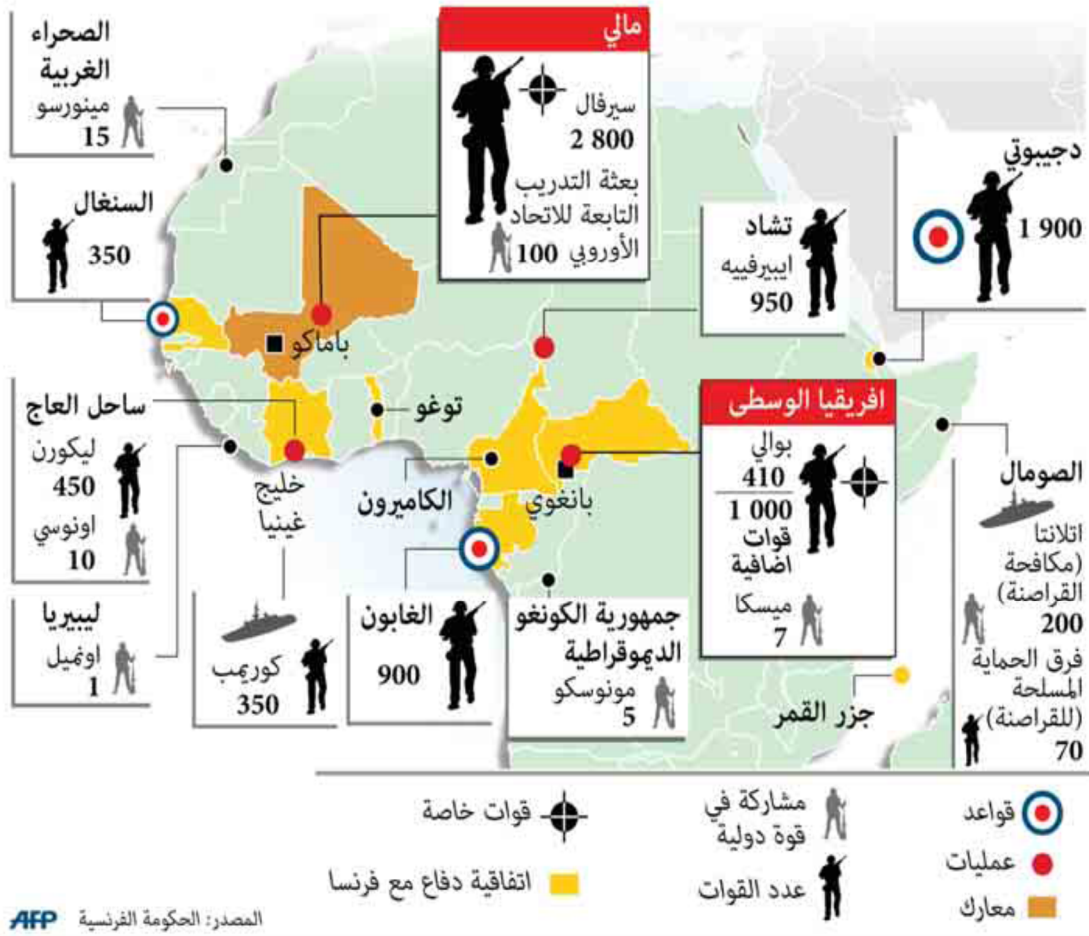 الصحراء
الغربية
مينورسو
15
السنغال
350
مالي
سيرفال
2 800
بعثة التدريب
التابعة للاتحاد
الأوروبي 100
تشاد
ايبيرفييه
950
دجيبوتي
1 900
باماكو
توغو
ساحل العاج
ليكورن
450
اونوسي
10
ليبيريا
اونميل
1
خليج
غينيا
كوريمب
350
الكاميرون
الغابون
900
بانغوي
جمهورية الكونغو
الديموقراطية
مونوسكو
5
افريقيا الوسطى
بوالي
410
1 000
قوات
اضافية
ميسكا
7
الصومال
اتلانتا
(مكافحة
القراصنة)
200
فرق الحماية
المسلحة
(للقراصنة)
70
جزر القمر
قواعد
عمليات
معارك
مشاركة في
قوة دولية
عدد القوات
قوات خاصة
اتفاقية دفاع مع فرنسا
المصدر: الحكومة الفرنسية
AFP